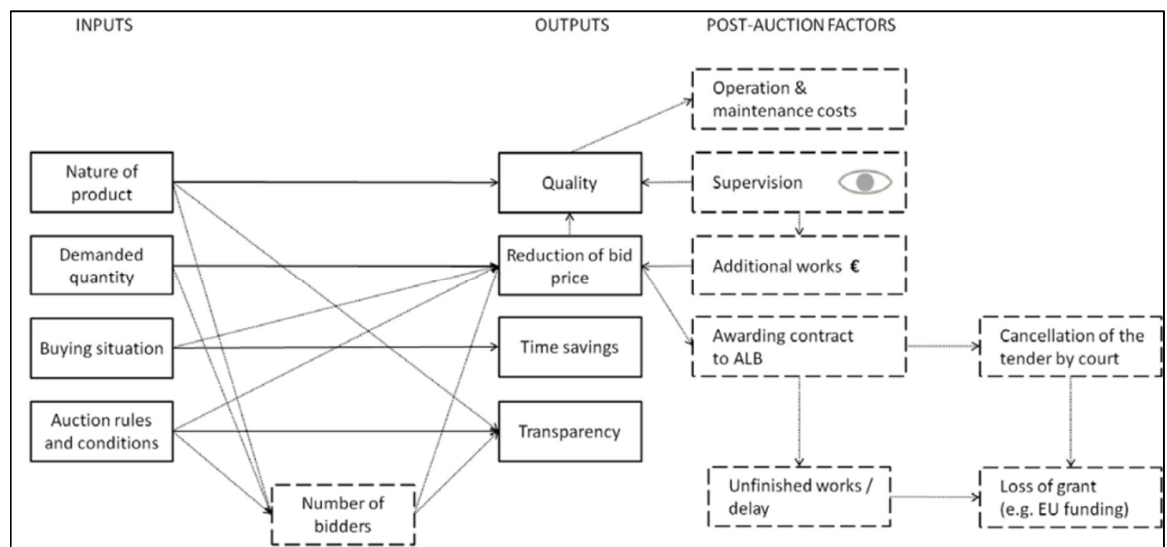 INPUTS
OUTPUTS
POST-AUCTION FACTORS
Operation &
maintenance costs
Nature of
product
Quality
Supervision
Demanded
quantity
Reduction of bid
price
Additional works €
Buying situation
Time savings
Awarding contract
to ALB
Cancellation of the
tender by court
Auction rules
and conditions
Transparency
Number of
bidders
Unfinished works /
delay
Loss of grant
(e.g. EU funding)